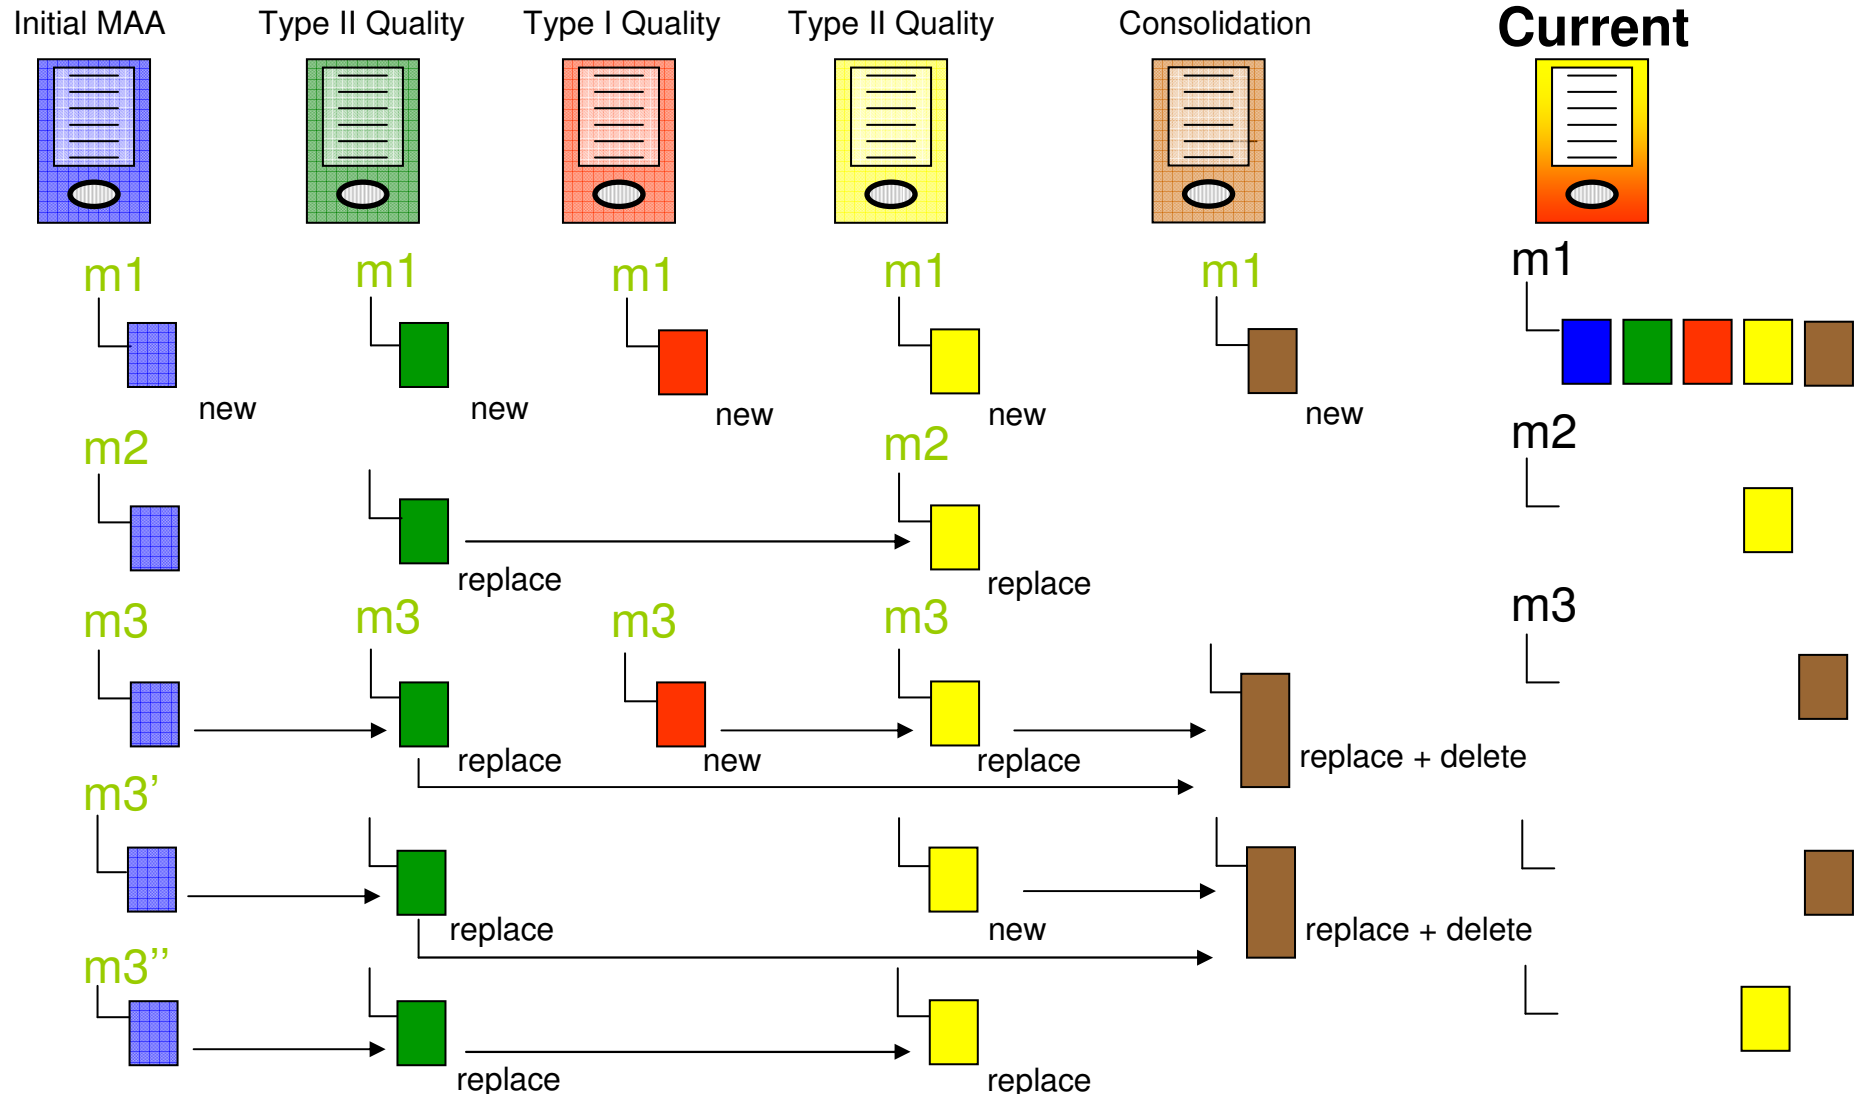 Initial MAA Type II Quality Type I Quality Type II Quality Consolidation Current
m1 m1 m1 m1 m1 m1
new new new new new
m2 m2 m2
replace replace
m3 m3 m3 m3 m3
replace new replace replace + delete
m3’
replace new replace + delete
m3’’
replace replace